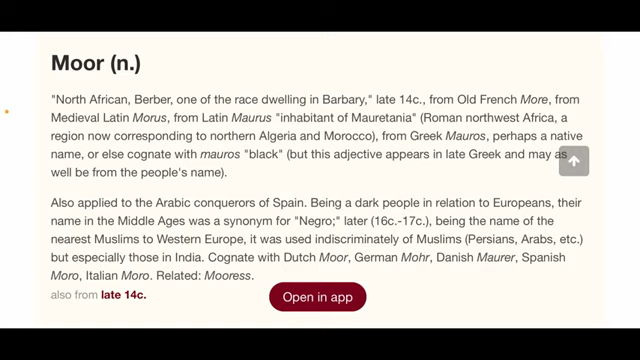 Moor (n.)
"North African, Berber, one of the race dwelling in Barbary," late 14c., from Old French More, from
Medieval Latin Morus, from Latin Maurus "inhabitant of Mauretania" (Roman northwest Africa, a
region now corresponding to northern Algeria and Morocco), from Greek Mauros, perhaps a native
name, or else cognate with mauros "black" (but this adjective appears in late Greek and may as
well be from the people's name).
Also applied to the Arabic conquerors of Spain. Being a dark people in relation to Europeans, their
name in the Middle Ages was a synonym for "Negro;" later (16c.-17c.), being the name of the
nearest Muslims to Western Europe, it was used indiscriminately of Muslims (Persians, Arabs, etc.)
but especially those in India. Cognate with Dutch Moor, German Mohr, Danish Maurer, Spanish
Moro, Italian Moro. Related: Mooress.
also from late 14c.
Open in app